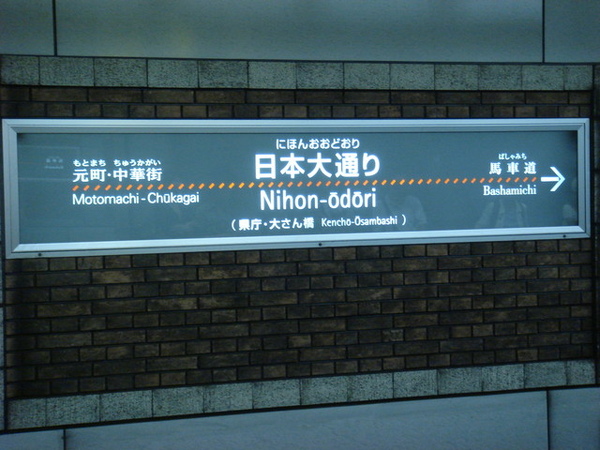 にほんおおどおり
日本大通り
Nihon-ōdōri
(県庁・大さん橋 Kenchō-Ōsambashi)
もとまち ちゅうかがい
元町・中華街
Motomachi-Chūkagai
ばしゃみち
馬車道
Bashamichi